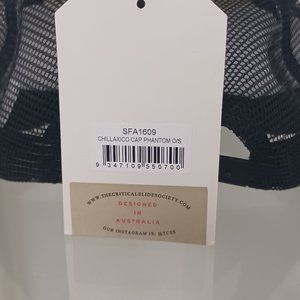 SFA1609
CHILLAXICO CAP PHANTOM O/S
9 347109 550700
WWW.THECRITICALSLIDESOCIETY.COM
DESIGNED
IN
AUSTRALIA
OUR INSTAGRAM IS: @TCSS